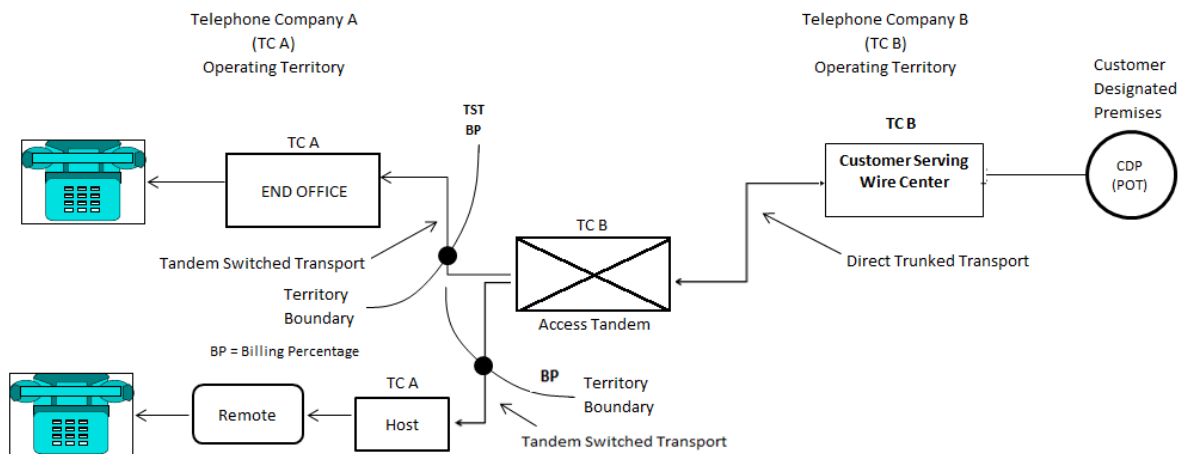 Telephone Company A
(TC A)
Operating Territory
Telephone Company B
(TC B)
Operating Territory
Customer
Designated
Premises
TST
BP
TC A
END OFFICE
TC B
Customer Serving
Wire Center
CDP
(POT)
TC B
Tandem Switched Transport
Direct Trunked Transport
Territory
Boundary
Access Tandem
BP = Billing Percentage
TC A
BP
Territory
Boundary
Remote
Host
Tandem Switched Transport